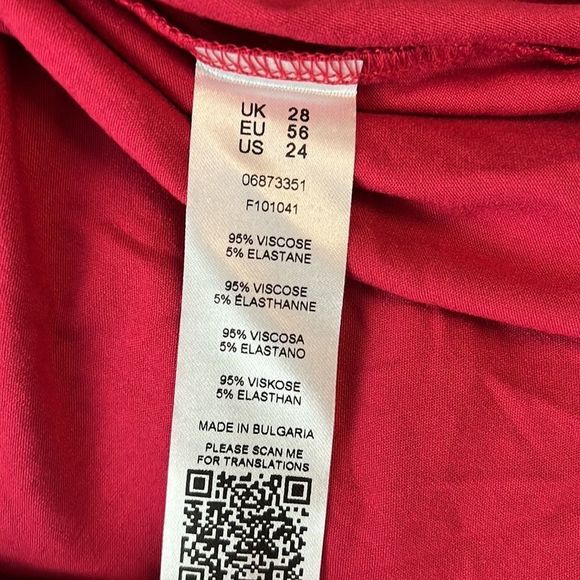 UK 28
EU 56
US 24
06873351
F101041
95% VISCOSE
5% ELASTANE
95% VISCOSE
5% ÉLASTHANNE
95% VISCOSA
5% ELASTANO
95% VISKOSE
5% ELASTHAN
MADE IN BULGARIA
PLEASE SCAN ME
FOR TRANSLATIONS